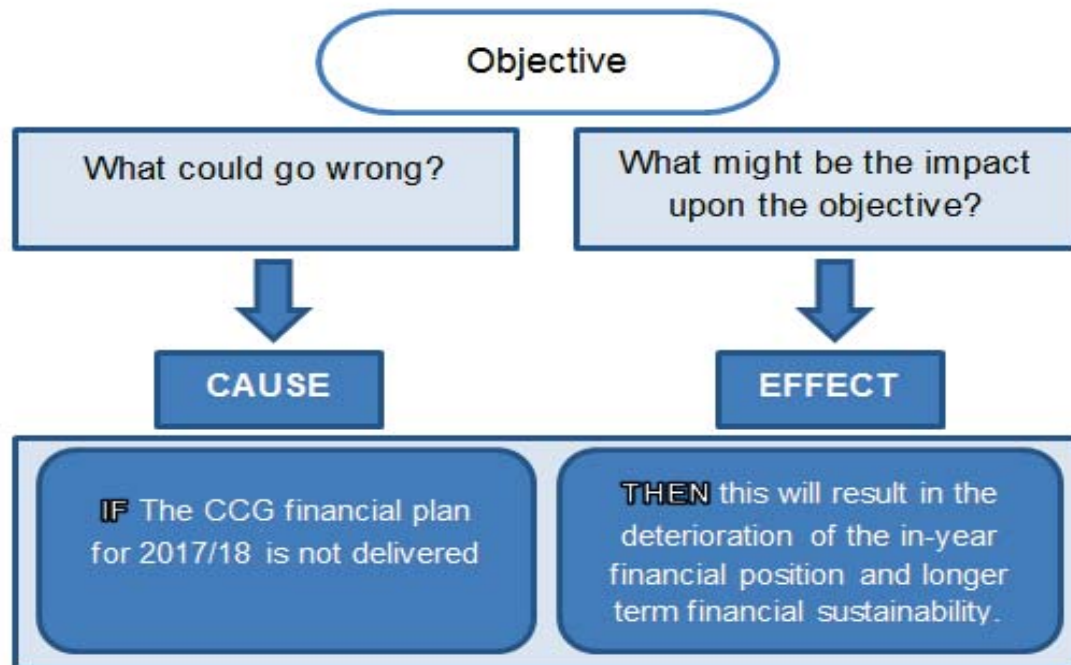 Objective
What could go wrong?
What might be the impact
upon the objective?
CAUSE
EFFECT
IF The CCG financial plan
for 2017/18 is not delivered
THEN this will result in the
deterioration of the in-year
financial position and longer
term financial sustainability.